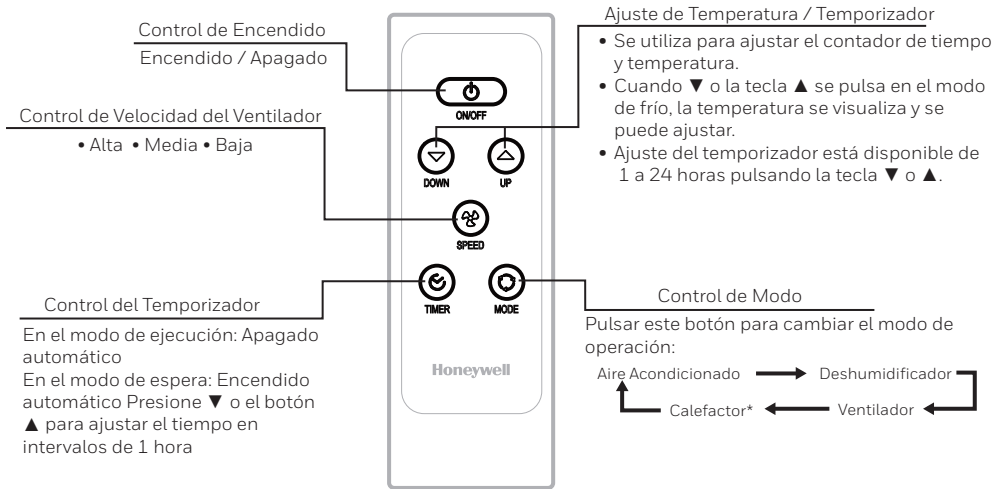 Control de Encendido
Encendido / Apagado
Control de Velocidad del Ventilador
• Alta • Media • Baja
Control del Temporizador
En el modo de ejecución: Apagado
automático
En el modo de espera: Encendido
automático Presione ▼ o el botón
▲ para ajustar el tiempo en
intervalos de 1 hora
ON/OFF
DOWN
UP
SPEED
TIMER
MODE
Honeywell
Ajuste de Temperatura / Temporizador
• Se utiliza para ajustar el contador de tiempo
y temperatura.
• Cuando ▼ o la tecla ▲ se pulsa en el modo
de frío, la temperatura se visualiza y se
puede ajustar.
• Ajuste del temporizador está disponible de
1 a 24 horas pulsando la tecla ▼ o ▲.
Control de Modo
Pulsar este botón para cambiar el modo de
operación:
Aire Acondicionado
Deshumidificador
Calefactor*
Ventilador